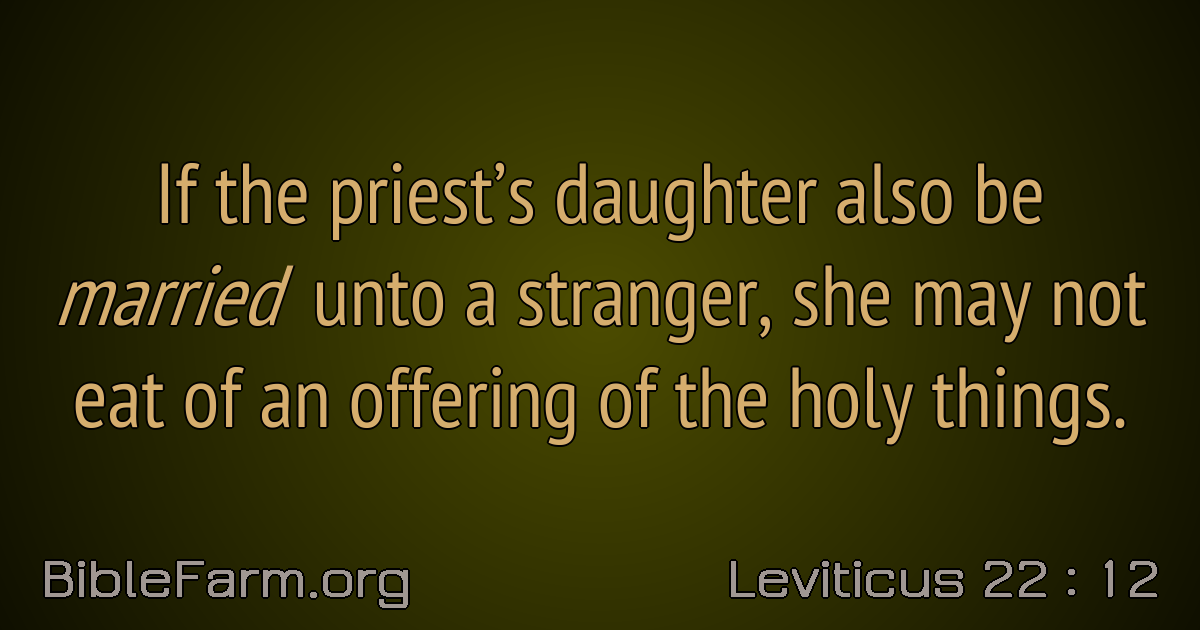 If the priest’s daughter also be
married unto a stranger, she may not
eat of an offering of the holy things.
BibleFarm.org
Leviticus 22 : 12